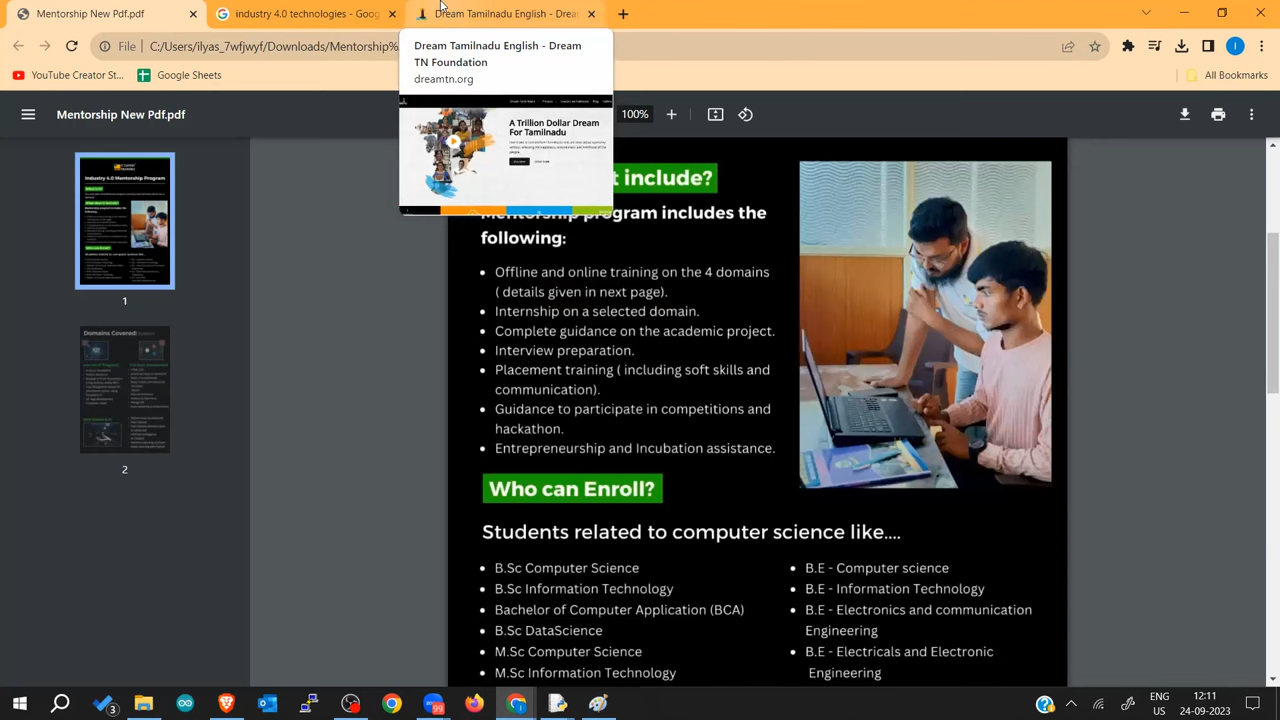 Mentorship New Pdf.pdf
industry 4.0 technologies - Goo
Dream Tamilnadu English - Dear
File
C:/Users/ilyas_7wfjwyf/Downloads/Mentorship%
YouTube Creator St...
Google Sheets
All Bookmarks
Dream Tamilnadu English - Dream
TN Foundation
dreamtn.org
A Trillion Dollar Dream
For Tamilnadu
Mentorship New Pdf.pdf
100%
Industry 4.0 Mentorship Program
1
Domains Covered:
2
t include?
Mentorship program includes the
following:
Offline and online training on the 4 domains
( details given in next page).
Internship on a selected domain.
Complete guidance on the academic project.
Interview preparation.
Placement training ( including soft skills and
communication).
Guidance to participate in competitions and
hackathon.
Entrepreneurship and Incubation assistance.
Who can Enroll?
Students related to computer science like....
B.Sc Computer Science
B.Sc Information Technology
Bachelor of Computer Application (BCA)
B.Sc DataScience
M.Sc Computer Science
M.Sc Information Technology
B.E - Computer science
B.E - Information Technology
B.E - Electronics and communication
Engineering
B.E - Electricals and Electronic
Engineering
3
99
ENG
US
12:11
24-09-2023